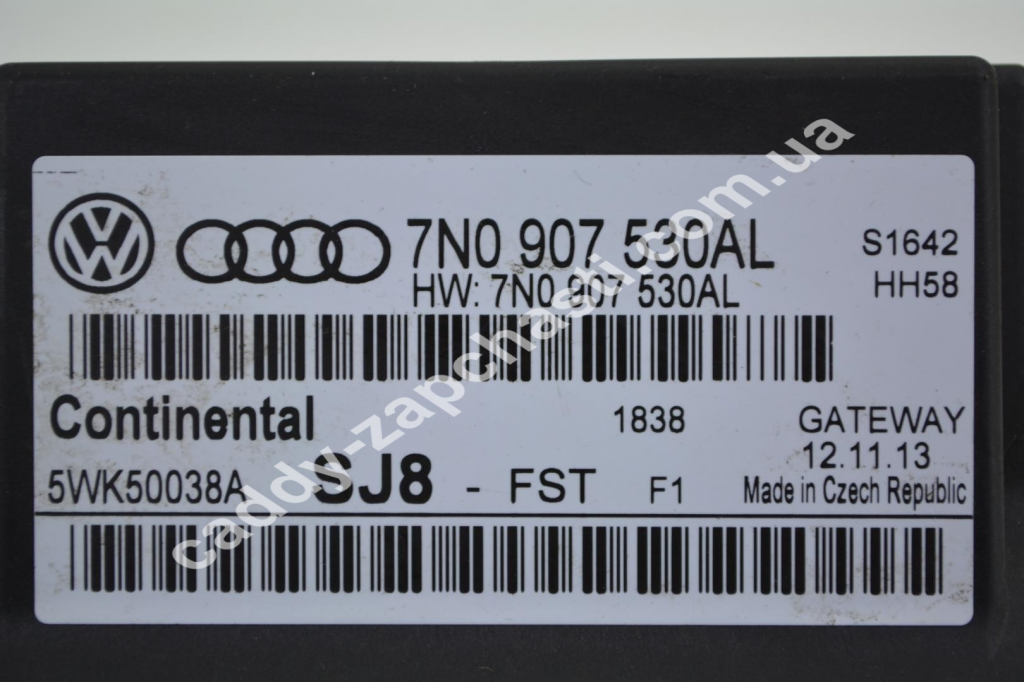 7N0 907 530AL S1642
HW: 7N0 907 530AL HH58
Continental 1838 GATEWAY
12.11.13
5WK50038A SJ8 - FST F1 Made in Czech Republic
caddy-zapchasti.com.ua